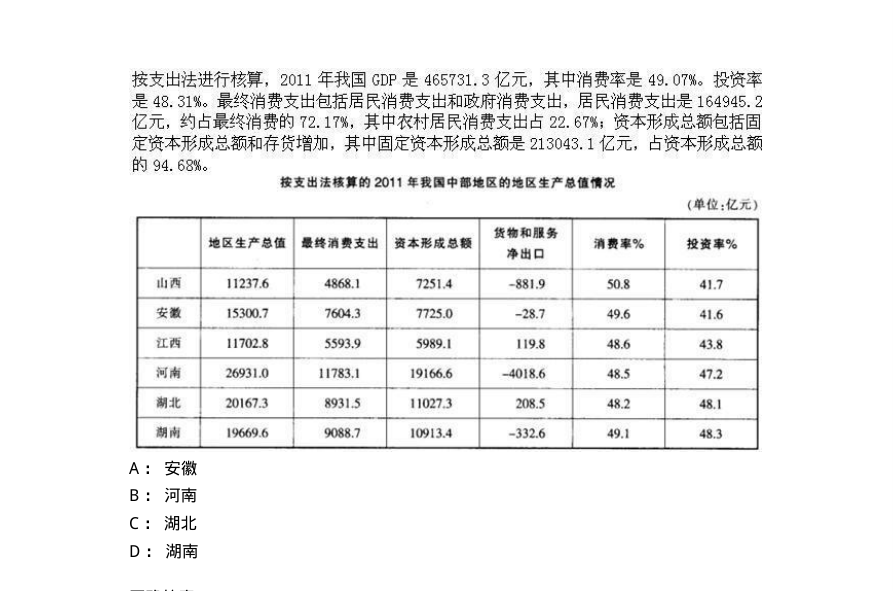 按支出法进行核算, 2011 年我国 GDP 是 465731.3 亿元, 其中消费率是 49.07%。投资率
是 48.31%。最终消费支出包括居民消费支出和政府消费支出, 居民消费支出是 164945.2
亿元, 约占最终消费的 72.17%, 其中农村居民消费支出占 22.67%; 资本形成总额包括固
定资本形成总额和存货增加, 其中固定资本形成总额是 213043.1 亿元, 占资本形成总额
的 94.68%。
按支出法核算的 2011 年我国中部地区的地区生产总值情况
(单位:亿元)
地区生产总值 最终消费支出 资本形成总额 货物和服务 消费率% 投资率%
净出口
山西 11237.6 4868.1 7251.4 -881.9 50.8 41.7
安徽 15300.7 7604.3 7725.0 -28.7 49.6 41.6
江西 11702.8 5593.9 5989.1 119.8 48.6 43.8
河南 26931.0 11783.1 19166.6 -4018.6 48.5 47.2
湖北 20167.3 8931.5 11027.3 208.5 48.2 48.1
湖南 19669.6 9088.7 10913.4 -332.6 49.1 48.3
A： 安徽
B： 河南
C： 湖北
D： 湖南